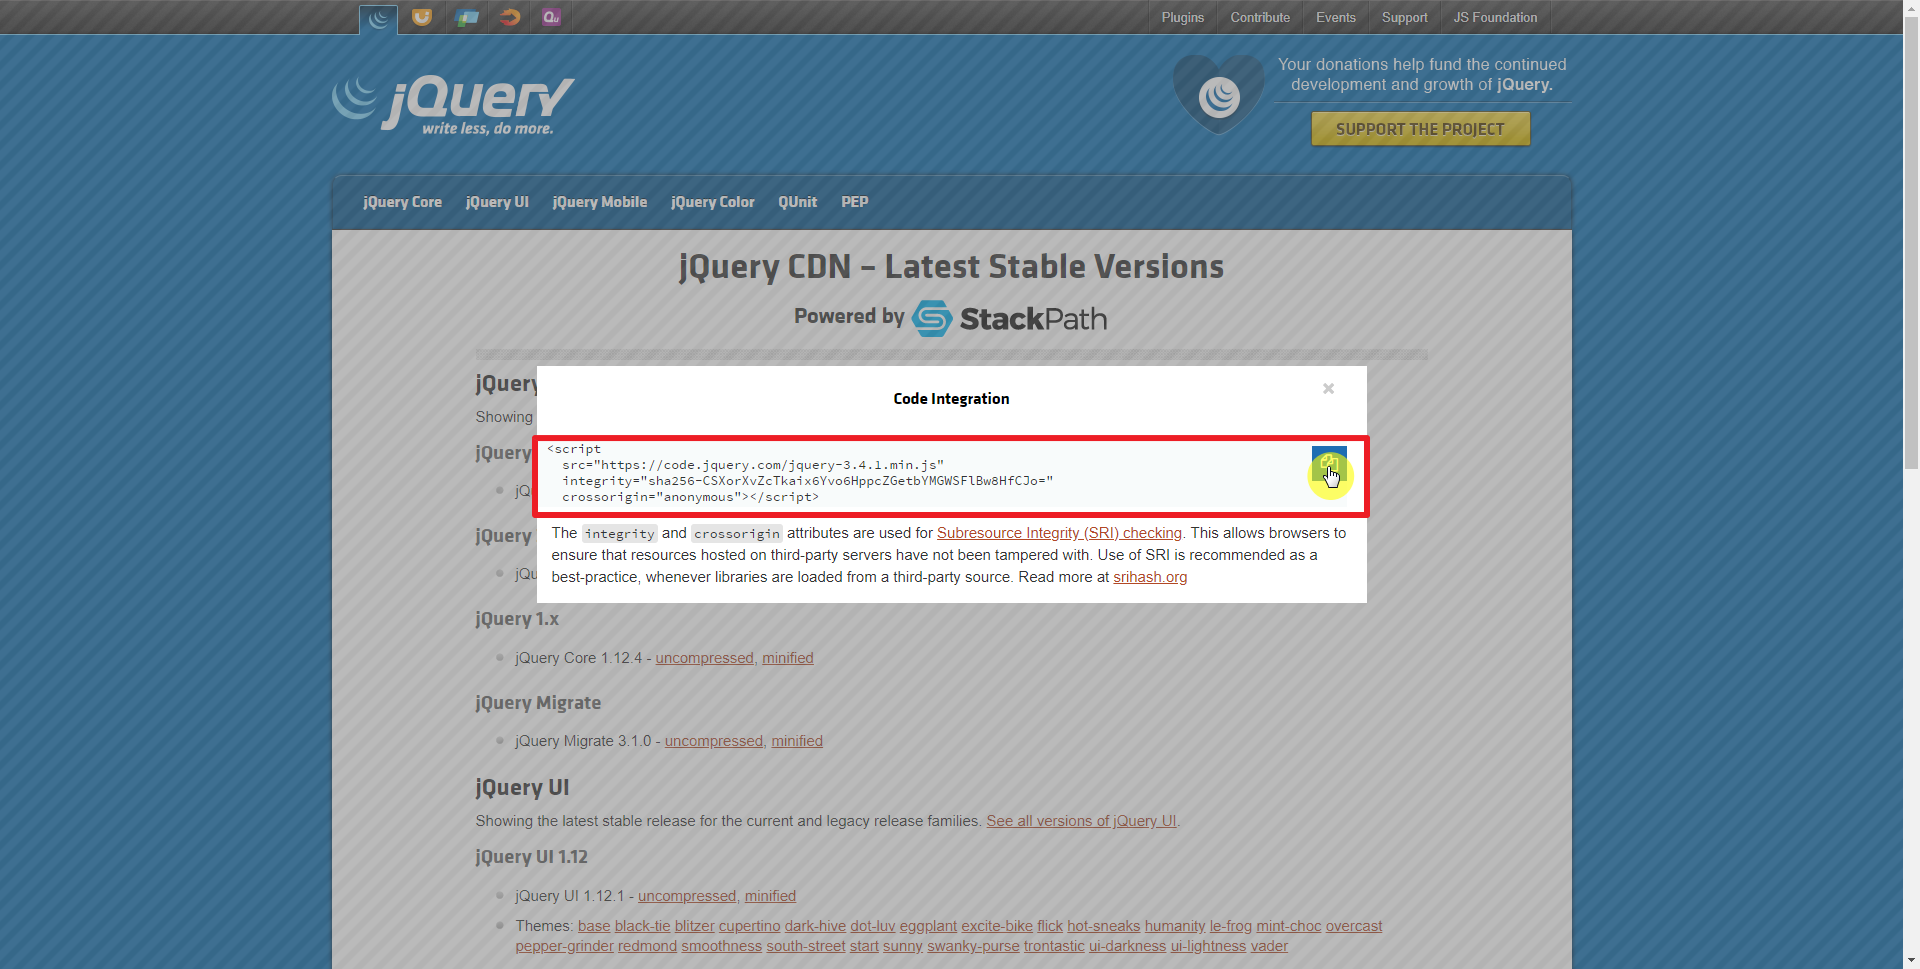 Plugins Contribute Events Support JS Foundation
Qu
jQuery
write less, do more.
Your donations help fund the continued
development and growth of jQuery.
SUPPORT THE PROJECT
jQuery Core jQuery UI jQuery Mobile jQuery Color QUnit PEP
jQuery CDN – Latest Stable Versions
Powered by StackPath
jQuery
Showing
jQuery
jQ
jQuery
jQu
Code Integration
×
<script
src="https://code.jquery.com/jquery-3.4.1.min.js"
integrity="sha256-CSXorXvZcTkaix6Yvo6HppcZGetbYMGWSFlBw8HfCJo="
crossorigin="anonymous"></script>
The integrity and crossorigin attributes are used for Subresource Integrity (SRI) checking. This allows browsers to
ensure that resources hosted on third-party servers have not been tampered with. Use of SRI is recommended as a
best-practice, whenever libraries are loaded from a third-party source. Read more at srihash.org
jQuery 1.x
jQuery Core 1.12.4 - uncompressed, minified
jQuery Migrate
jQuery Migrate 3.1.0 - uncompressed, minified
jQuery UI
Showing the latest stable release for the current and legacy release families. See all versions of jQuery UI.
jQuery UI 1.12
jQuery UI 1.12.1 - uncompressed, minified
Themes: base black-tie blitzer cupertino dark-hive dot-luv eggplant excite-bike flick hot-sneaks humanity le-frog mint-choc overcast
pepper-grinder redmond smoothness south-street start sunny swanky-purse trontastic ui-darkness ui-lightness vader